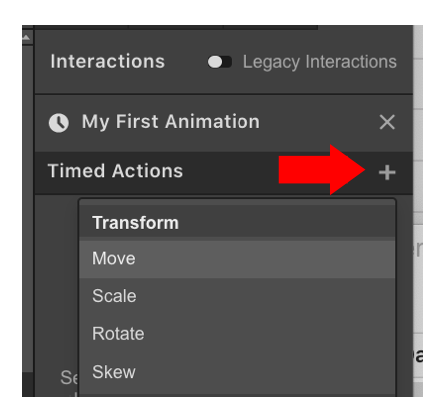 Interactions Legacy Interactions
My First Animation
Timed Actions
Transform
Move
Scale
Rotate
Skew